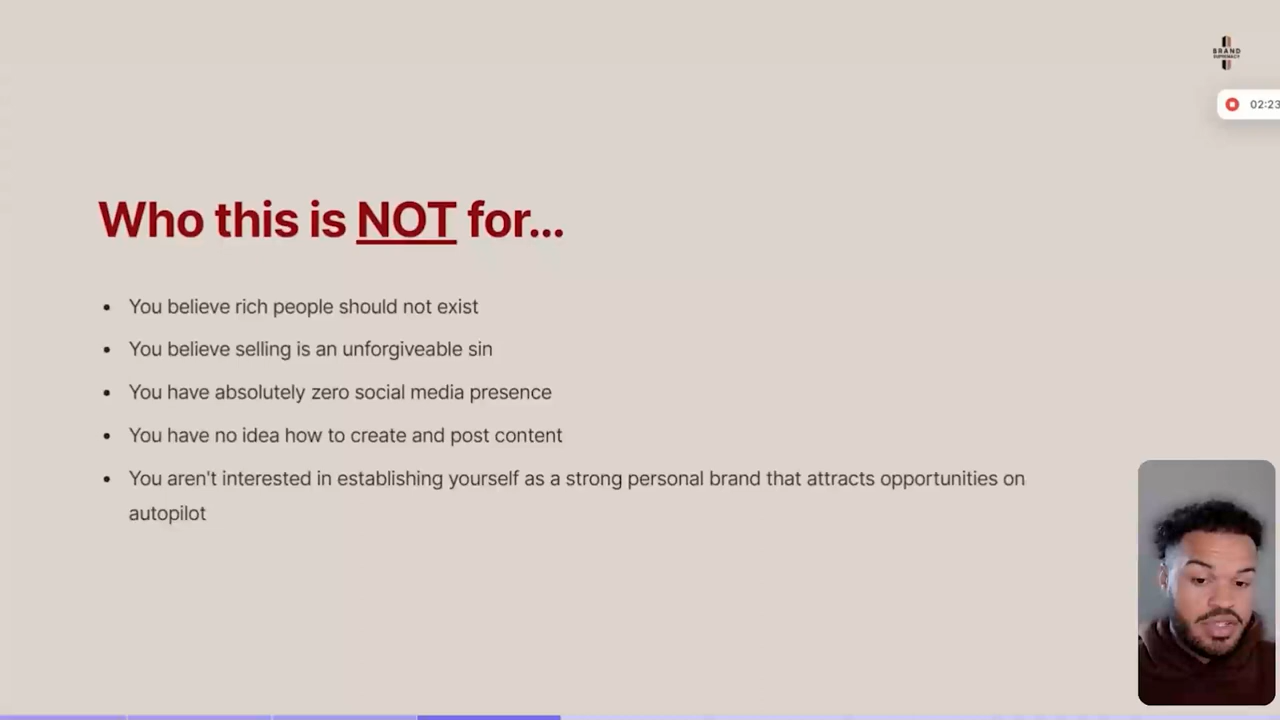 BRAND
SUPREMACY
02:23
Who this is NOT for...
• You believe rich people should not exist
• You believe selling is an unforgiveable sin
• You have absolutely zero social media presence
• You have no idea how to create and post content
• You aren't interested in establishing yourself as a strong personal brand that attracts opportunities on
autopilot